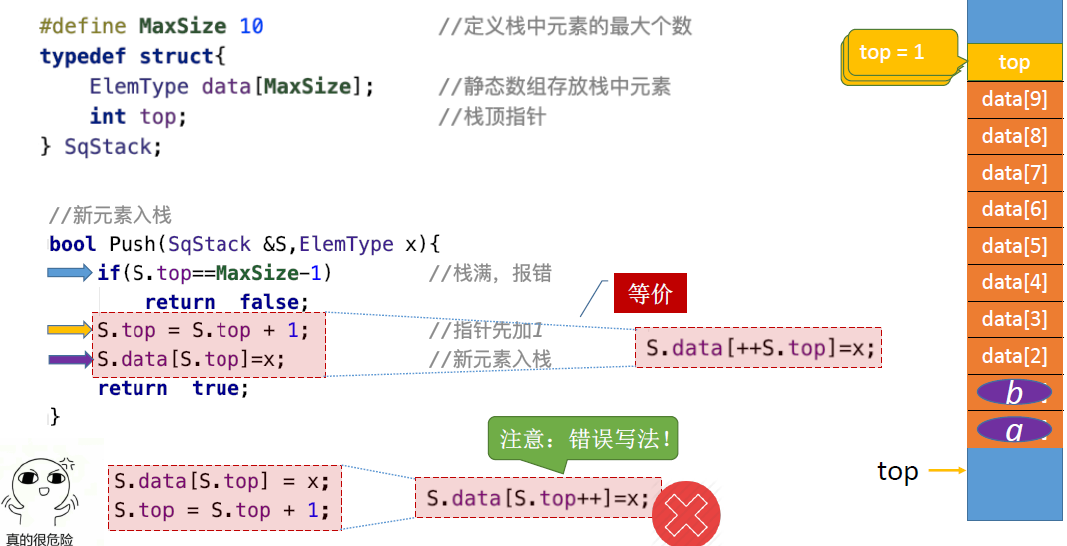 #define MaxSize 10 //定义栈中元素的最大个数
typedef struct{
ElemType data[MaxSize]; //静态数组存放栈中元素
int top; //栈顶指针
} SqStack;
//新元素入栈
bool Push(SqStack &S,ElemType x){
if(S.top==MaxSize-1) //栈满，报错
return false;
S.top = S.top + 1; //指针先加1
S.data[S.top]=x; //新元素入栈
return true;
}
等价
S.data[++S.top]=x;
注意：错误写法！
S.data[S.top] = x;
S.top = S.top + 1;
S.data[S.top++]=x;
真的很危险
top = 1
top
data[9]
data[8]
data[7]
data[6]
data[5]
data[4]
data[3]
data[2]
b
a
top